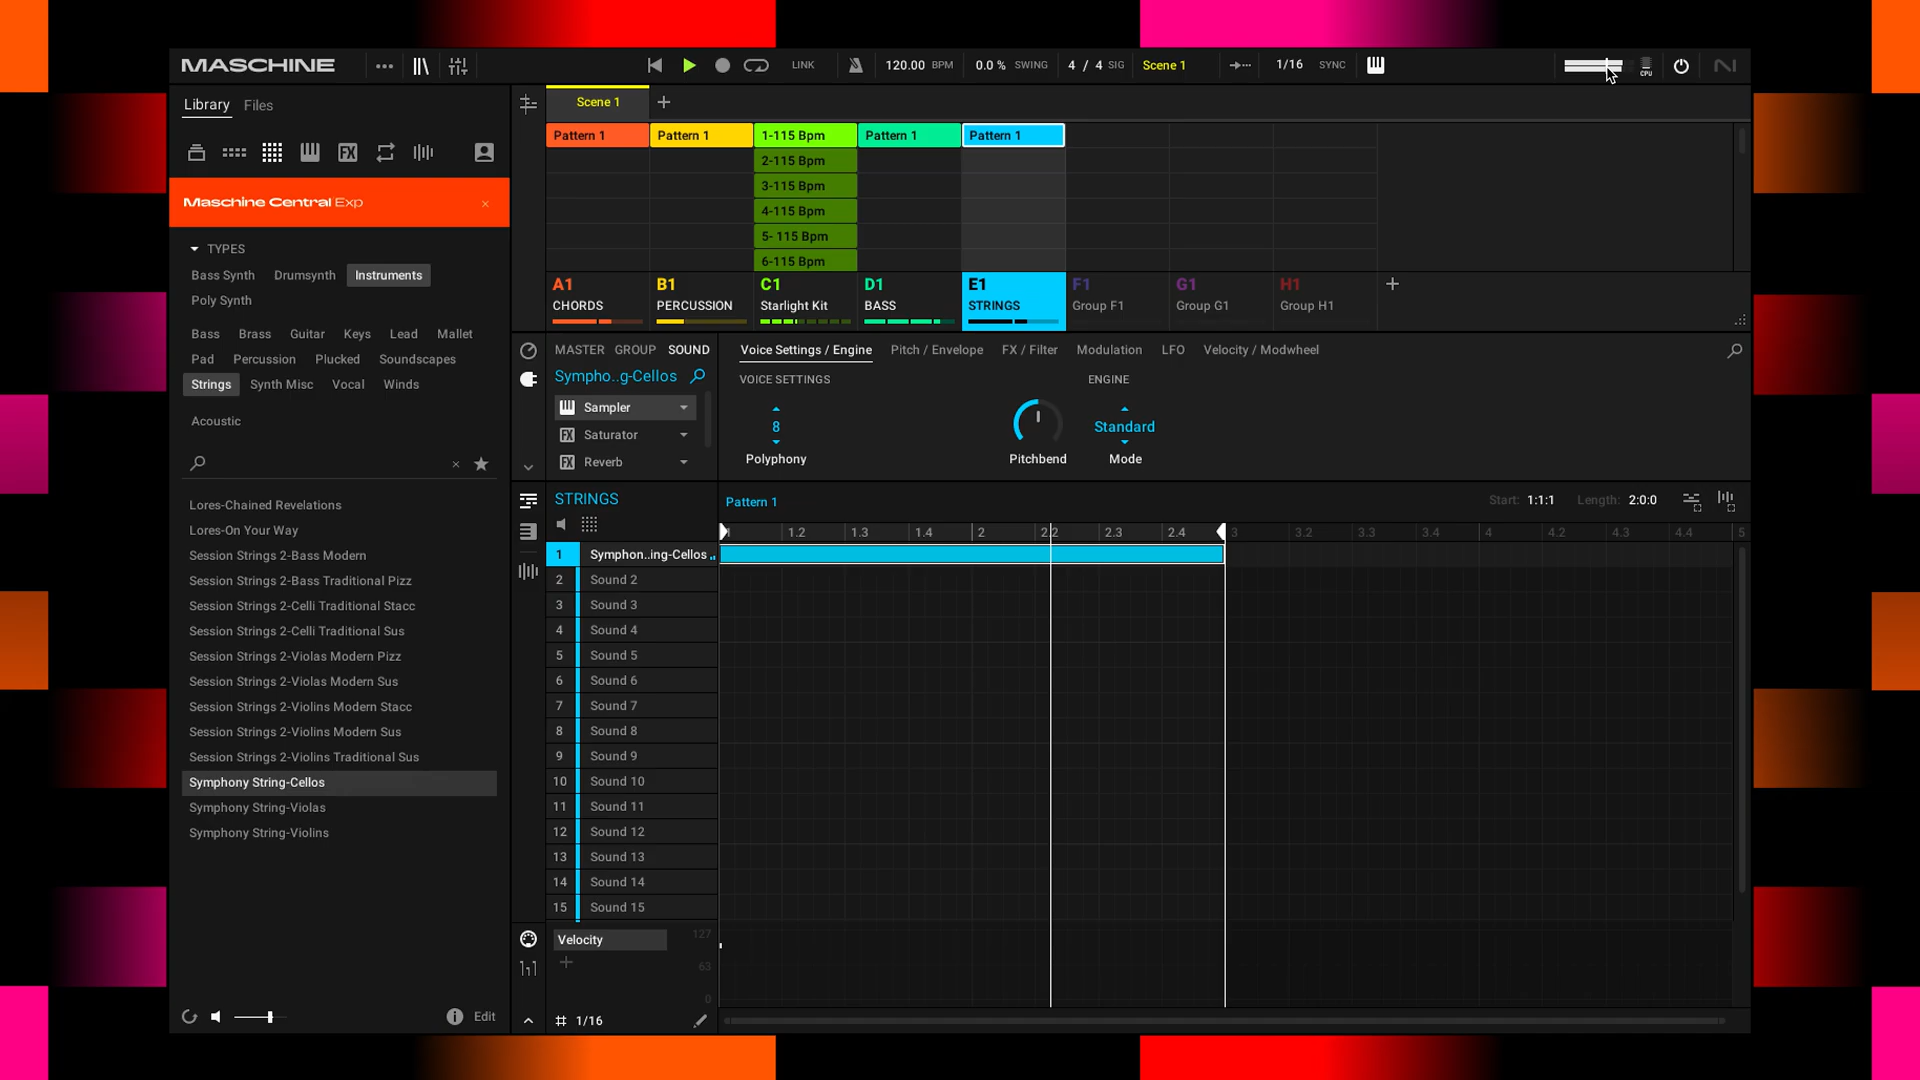 MASCHINE
LINK
120.00 BPM
0.0 % SWING
4 / 4 SIG
Scene 1
1/16 SYNC
CPU
Library Files
Maschine Central Exp
TYPES
Bass Synth Drumsynth Instruments
Poly Synth
Bass Brass Guitar Keys Lead Mallet
Pad Percussion Plucked Soundscapes
Strings Synth Misc Vocal Winds
Acoustic
Lores-Chained Revelations
Lores-On Your Way
Session Strings 2-Bass Modern
Session Strings 2-Bass Traditional Pizz
Session Strings 2-Celli Traditional Stacc
Session Strings 2-Celli Traditional Sus
Session Strings 2-Violas Modern Pizz
Session Strings 2-Violas Modern Sus
Session Strings 2-Violins Modern Stacc
Session Strings 2-Violins Modern Sus
Session Strings 2-Violins Traditional Sus
Symphony String-Cellos
Symphony String-Violas
Symphony String-Violins
Edit
Scene 1
Pattern 1 Pattern 1 1-115 Bpm Pattern 1 Pattern 1
2-115 Bpm
3-115 Bpm
4-115 Bpm
5- 115 Bpm
6-115 Bpm
A1 B1 C1 D1 E1 F1 G1 H1
CHORDS PERCUSSION Starlight Kit BASS STRINGS Group F1 Group G1 Group H1
MASTER GROUP SOUND
Sympho..g-Cellos
Sampler
FX Saturator
FX Reverb
Voice Settings / Engine Pitch / Envelope FX / Filter Modulation LFO Velocity / Modwheel
VOICE SETTINGS ENGINE
8 Standard
Polyphony Pitchbend Mode
STRINGS
Pattern 1
Start: 1:1:1 Length: 2:0:0
1.2 1.3 1.4 2 2.2 2.3 2.4 3 3.2 3.3 3.4 4 4.2 4.3 4.4 5
1 Symphon..ing-Cellos
2 Sound 2
3 Sound 3
4 Sound 4
5 Sound 5
6 Sound 6
7 Sound 7
8 Sound 8
9 Sound 9
10 Sound 10
11 Sound 11
12 Sound 12
13 Sound 13
14 Sound 14
15 Sound 15
Velocity
127
63
0
1/16